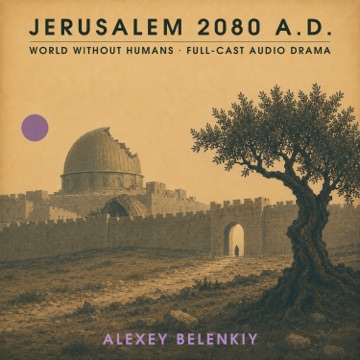 JERUSALEM 2080 A.D.
WORLD WITHOUT HUMANS · FULL-CAST AUDIO DRAMA
ALEXEY BELENKIY